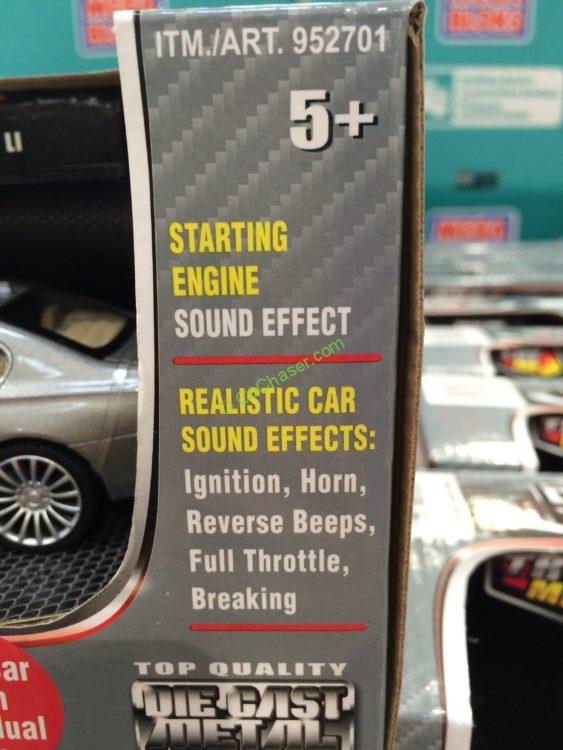 ITM./ART. 952701
5+
LI
STARTING
ENGINE
SOUND EFFECT
REALISTIC CAR
SOUND EFFECTS:
Ignition, Horn,
Reverse Beeps,
Full Throttle,
Breaking
TOP QUALITY
DIE CAST
METAL